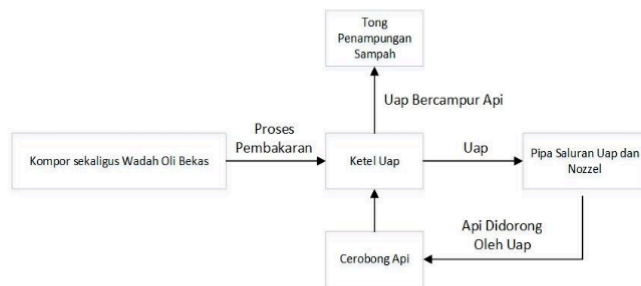 Tong
Penampungan
Sampah
Uap Bercampur Api
Proses
Pembakaran
Kompor sekaligus Wadah Oli Bekas
Ketel Uap
Uap
Pipa Saluran Uap dan
Nozzel
Api Didorong
Oleh Uap
Cerobong Api